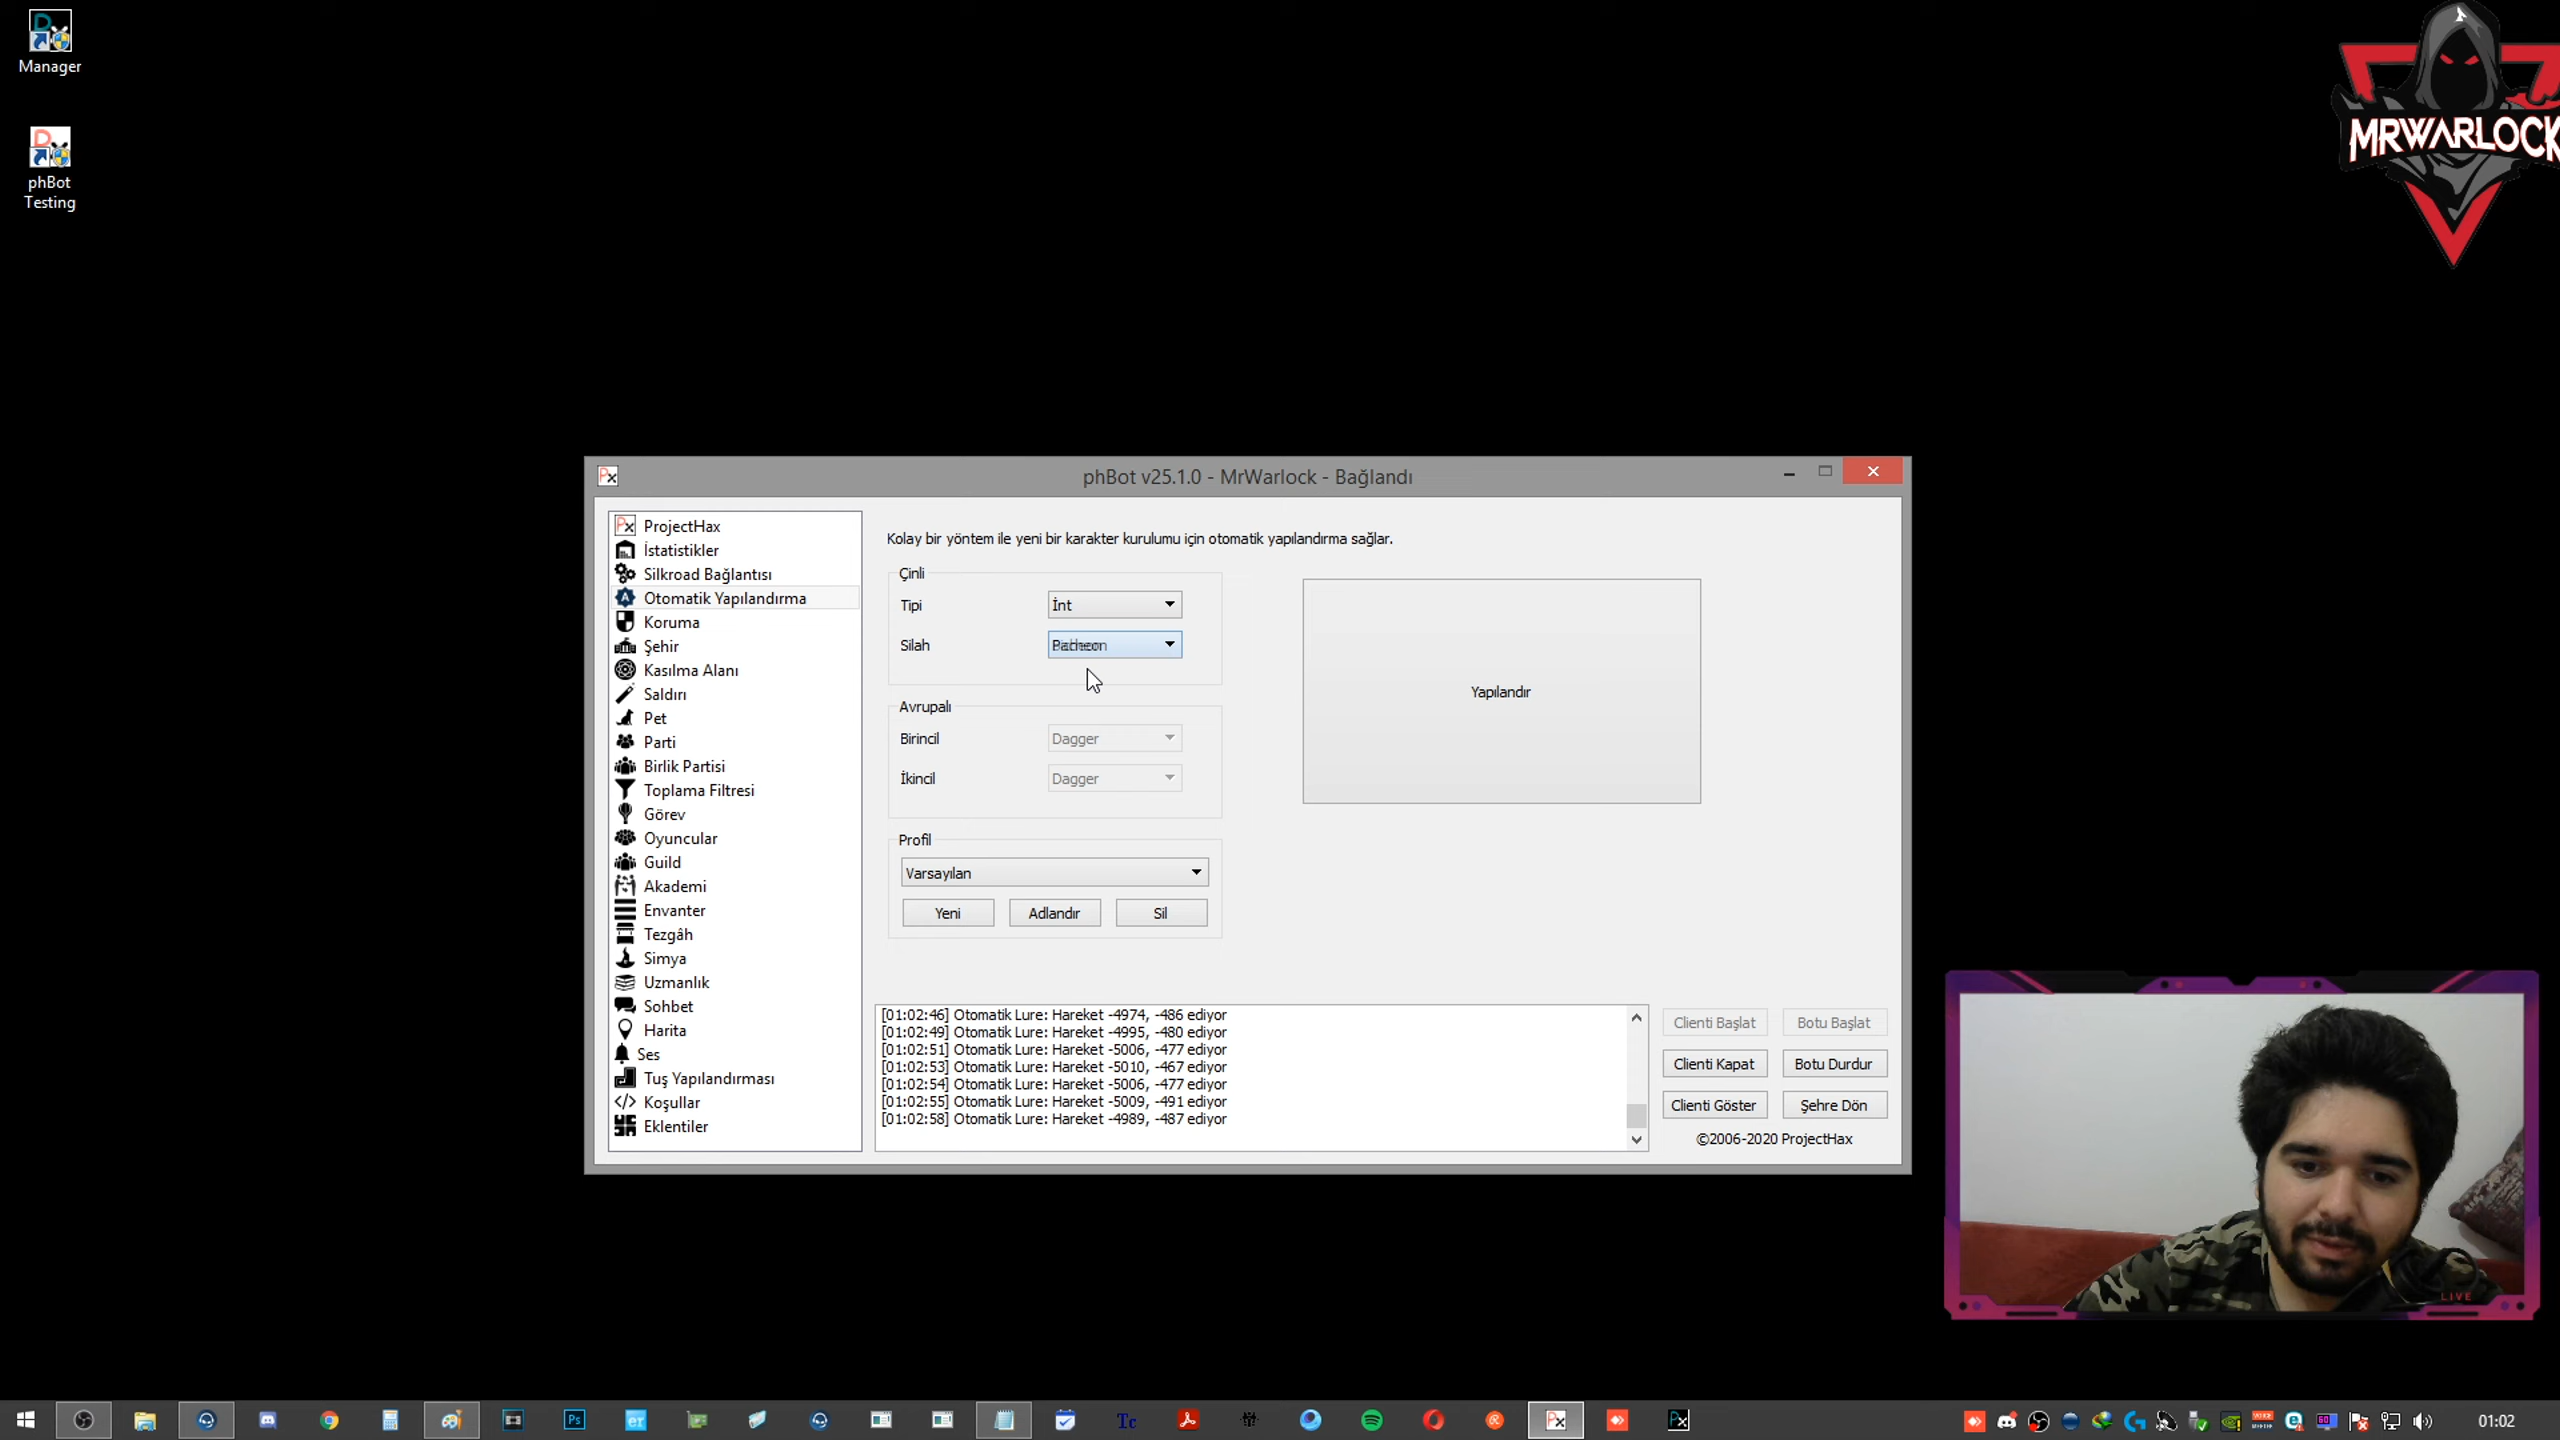 Manager
phBot
Testing
MRWARLOCK
phBot v25.1.0 - MrWarlock - Bağlandı
ProjectHax
İstatistikler
Silkroad Bağlantısı
Otomatik Yapılandırma
Koruma
Şehir
Kasılma Alanı
Saldırı
Pet
Parti
Birlik Partisi
Toplama Filtresi
Görev
Oyuncular
Guild
Akademi
Envanter
Tezgâh
Simya
Uzmanlık
Sohbet
Harita
Ses
Tuş Yapılandırması
Koşullar
Eklentiler
Kolay bir yöntem ile yeni bir karakter kurulumu için otomatik yapılandırma sağlar.
Çinli
Tipi
İnt
Silah
Avrupalı
Birincil
Dagger
İkincil
Dagger
Yapılandır
Profil
Varsayılan
Yeni
Adlandır
Sil
[01:02:46] Otomatik Lure: Hareket -4974, -486 ediyor
[01:02:49] Otomatik Lure: Hareket -4995, -480 ediyor
[01:02:51] Otomatik Lure: Hareket -5006, -477 ediyor
[01:02:53] Otomatik Lure: Hareket -5010, -467 ediyor
[01:02:54] Otomatik Lure: Hareket -5006, -477 ediyor
[01:02:55] Otomatik Lure: Hareket -5009, -491 ediyor
[01:02:58] Otomatik Lure: Hareket -4989, -487 ediyor
Clienti Başlat
Botu Başlat
Clienti Kapat
Botu Durdur
Clienti Göster
Şehre Dön
©2006-2020 ProjectHax
LIVE
01:02